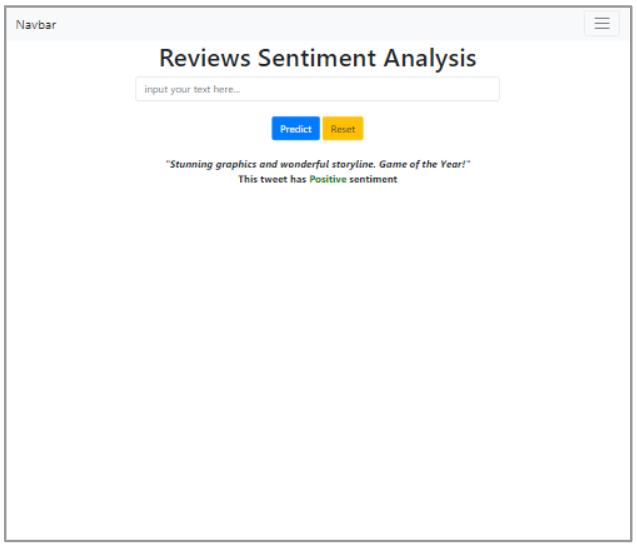 Navbar
Reviews Sentiment Analysis
input your text here...
Predict Reset
"Stunning graphics and wonderful storyline. Game of the Year!"
This tweet has Positive sentiment